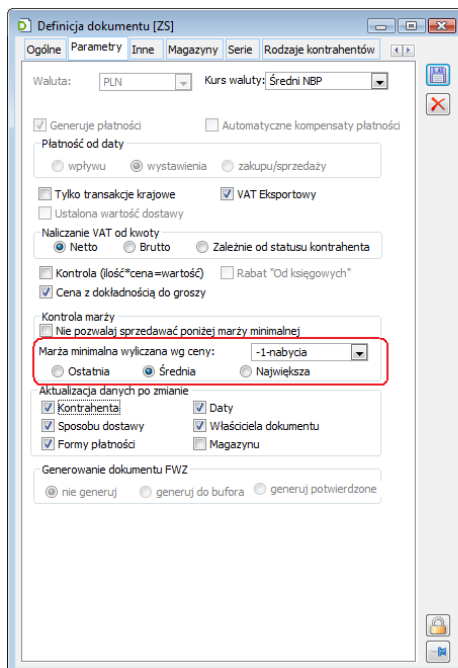 Definicja dokumentu [ZS]
Ogólne Parametry Inne Magazyny Serie Rodzaje kontrahentów
Waluta: PLN Kurs waluty: Średni NBP
Generuje płatności Automatyczne kompensaty płatności
Płatność od daty
wpływu wystawienia zakupu/sprzedaży
Tylko transakcje krajowe VAT Eksportowy
Ustalona wartość dostawy
Naliczanie VAT od kwoty
Netto Brutto Zależnie od statusu kontrahenta
Kontrola (ilość*cena=wartość) Rabat "Od księgowych"
Cena z dokładnością do groszy
Kontrola marży
Nie pozwalaj sprzedawać poniżej marży minimalnej
Marża minimalna wyliczana wg ceny: -1-nabycia
Ostatnia Średnia Największa
Aktualizacja danych po zmianie
Kontrahenta Daty
Sposobu dostawy Właściciela dokumentu
Formy płatności Magazynu
Generowanie dokumentu FWZ
nie generuj generuj do bufora generuj potwierdzone